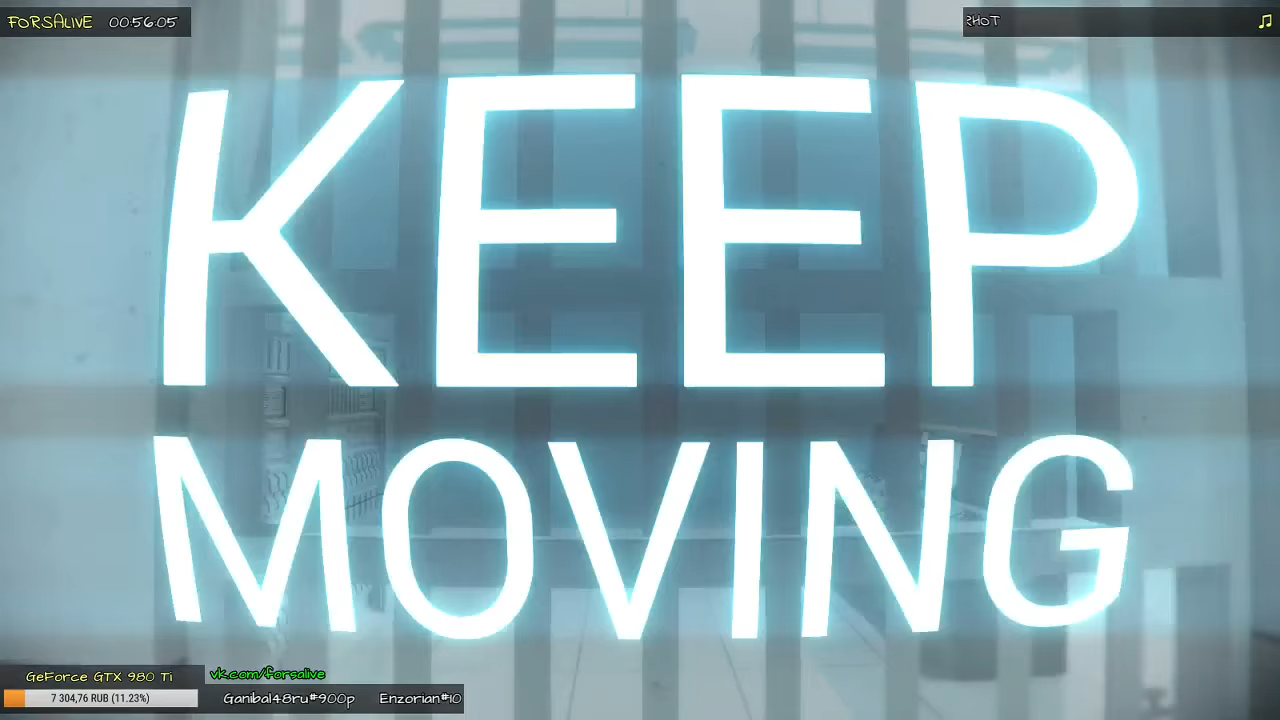 FORSALIVE 00:56:05
ЯНОТ
KEEP
MOVING
GEFORCE GTX 980 Ti
vk.com/forsalive
7 304,76 RUB (11.23%)
Ganibal48ru#900p Enzorian#10